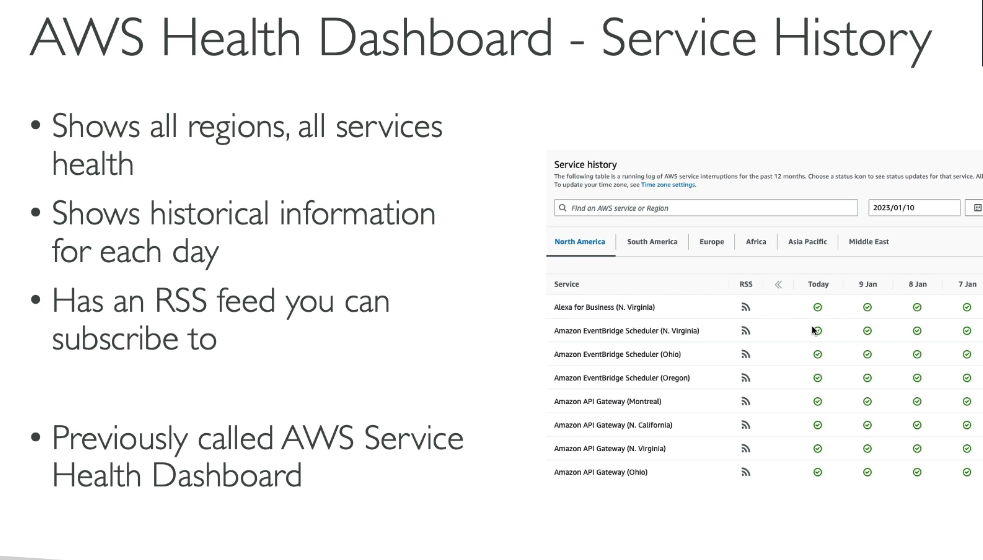 AWS Health Dashboard - Service History
• Shows all regions, all services
health
• Shows historical information
for each day
• Has an RSS feed you can
subscribe to
• Previously called AWS Service
Health Dashboard
Service history
The following table is a running log of AWS service interruptions for the past 12 months. Choose a status icon to see status updates for that service. All
To update your time zone, see Time zone settings.
Find an AWS service or Region
2023/01/10
North America | South America | Europe | Africa | Asia Pacific | Middle East
Service RSS Today 9 Jan 8 Jan 7 Jan
Alexa for Business (N. Virginia)
Amazon EventBridge Scheduler (N. Virginia)
Amazon EventBridge Scheduler (Ohio)
Amazon EventBridge Scheduler (Oregon)
Amazon API Gateway (Montreal)
Amazon API Gateway (N. California)
Amazon API Gateway (N. Virginia)
Amazon API Gateway (Ohio)